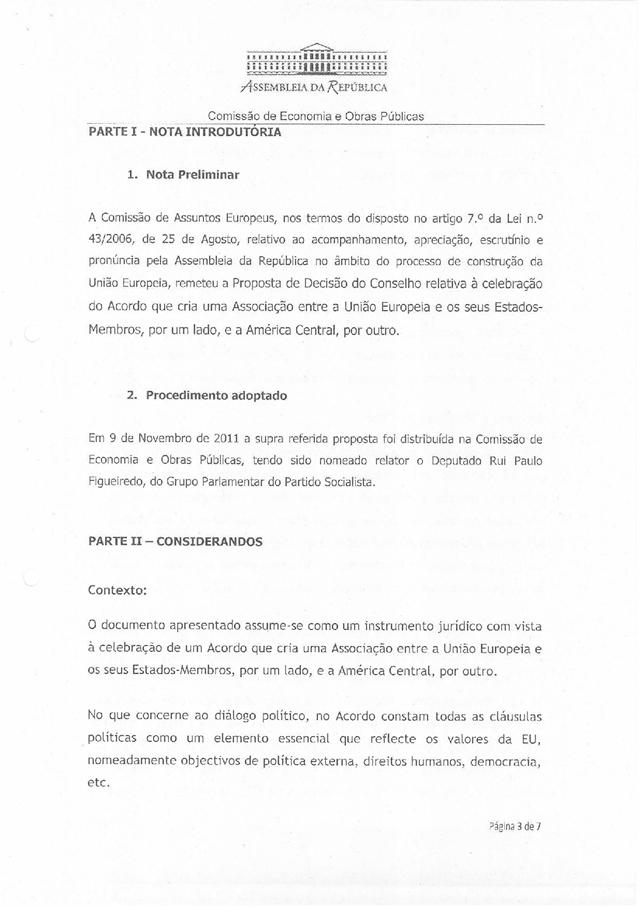 ASSEMBLEIA DA REPÚBLICA
Comissão de Economia e Obras Públicas
PARTE I - NOTA INTRODUTÓRIA
1. Nota Preliminar
A Comissão de Assuntos Europeus, nos termos do disposto no artigo 7.º da Lei n.º
43/2006, de 25 de Agosto, relativo ao acompanhamento, apreciação, escrutínio e
pronúncia pela Assembleia da República no âmbito do processo de construção da
União Europeia, remeteu a Proposta de Decisão do Conselho relativa à celebração
do Acordo que cria uma Associação entre a União Europeia e os seus Estados-
Membros, por um lado, e a América Central, por outro.
2. Procedimento adoptado
Em 9 de Novembro de 2011 a supra referida proposta foi distribuída na Comissão de
Economia e Obras Públicas, tendo sido nomeado relator o Deputado Rui Paulo
Figueiredo, do Grupo Parlamentar do Partido Socialista.
PARTE II – CONSIDERANDOS
Contexto:
O documento apresentado assume-se como um instrumento jurídico com vista
à celebração de um Acordo que cria uma Associação entre a União Europeia e
os seus Estados-Membros, por um lado, e a América Central, por outro.
No que concerne ao diálogo político, no Acordo constam todas as cláusulas
políticas como um elemento essencial que reflecte os valores da EU,
nomeadamente objectivos de política externa, direitos humanos, democracia,
etc.
Página 3 de 7